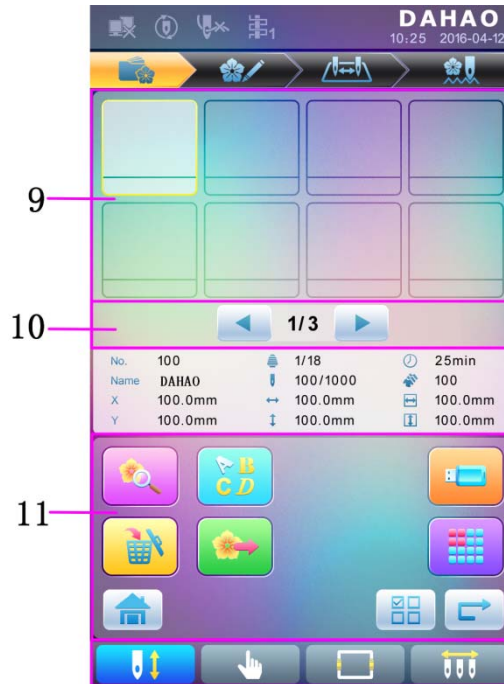 DAHAO
10:25 2016-04-12
1
9
10
1/3
No. 100 1/18 25min
Name DAHAO 100/1000 100
X 100.0mm 100.0mm 100.0mm
Y 100.0mm 100.0mm 100.0mm
11
A B
C D